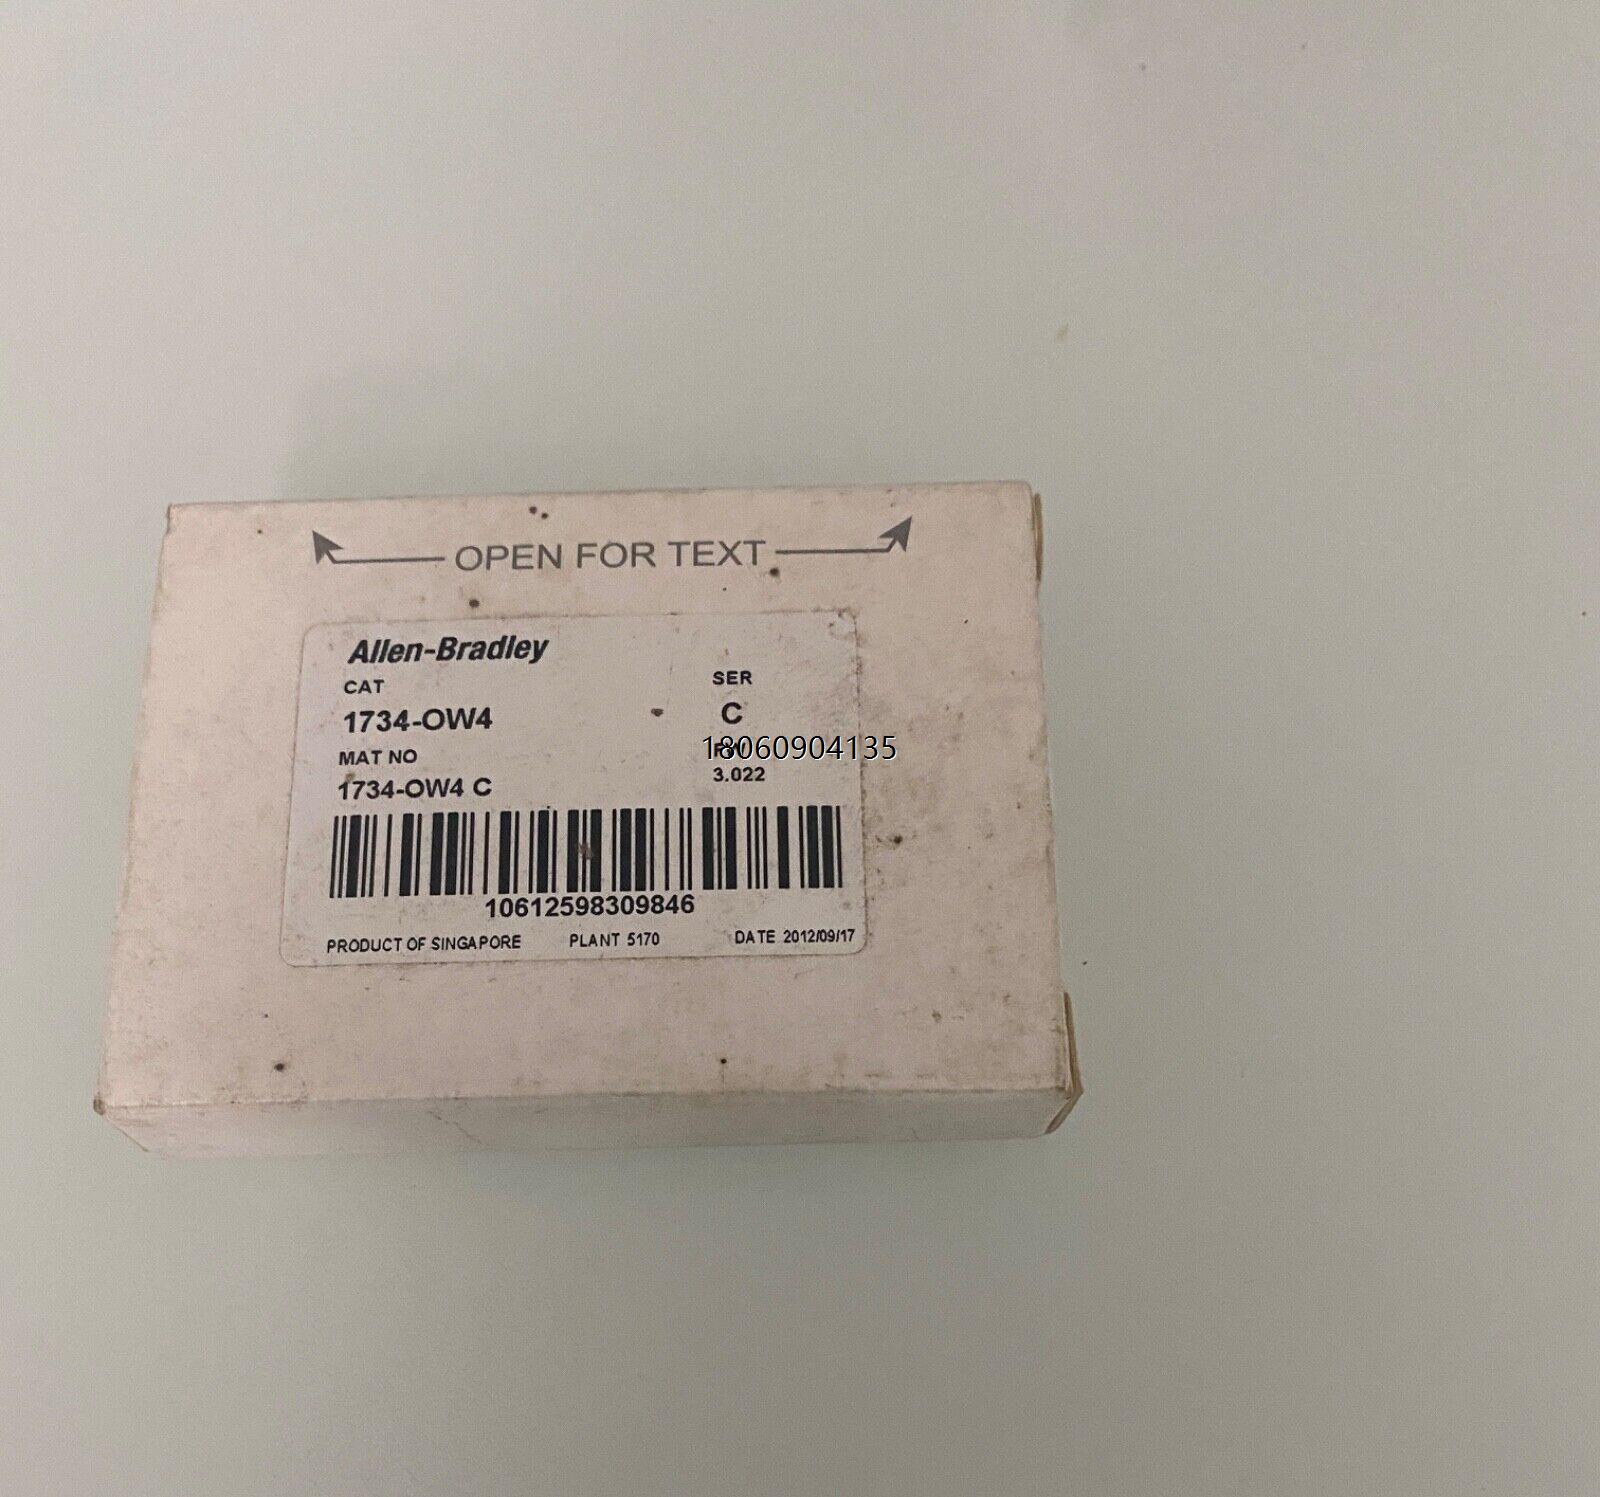 OPEN FOR TEXT
Allen-Bradley
CAT
SER
1734-OW4
C
MAT NO
FW
18060904135
1734-OW4 C
3.022
10612598309846
PRODUCT OF SINGAPORE PLANT 5170 DATE 2012/09/17